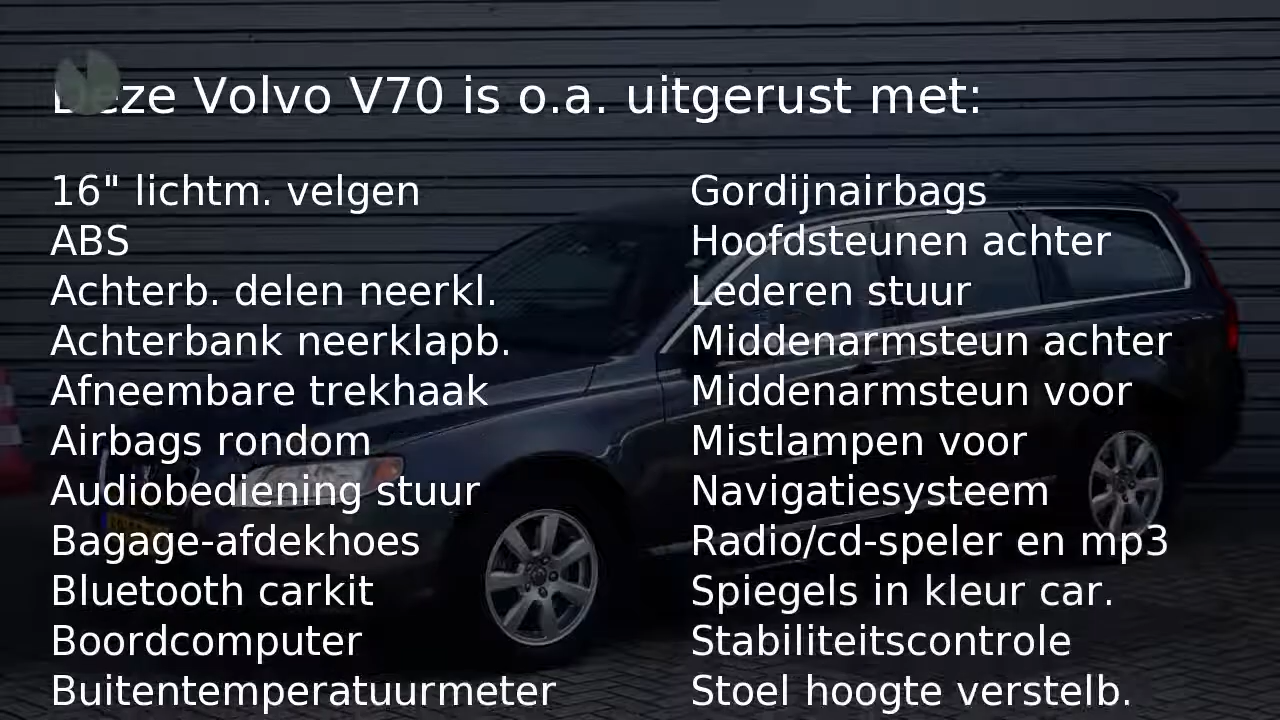 Deze Volvo V70 is o.a. uitgerust met:
16" lichtm. velgen
ABS
Achterb. delen neerkl.
Achterbank neerklapb.
Afneembare trekhaak
Airbags rondom
Audiobediening stuur
Bagage-afdekhoes
Bluetooth carkit
Boordcomputer
Buitentemperatuurmeter
Gordijnairbags
Hoofdsteunen achter
Lederen stuur
Middenarmsteun achter
Middenarmsteun voor
Mistlampen voor
Navigatiesysteem
Radio/cd-speler en mp3
Spiegels in kleur car.
Stabiliteitscontrole
Stoel hoogte verstelb.